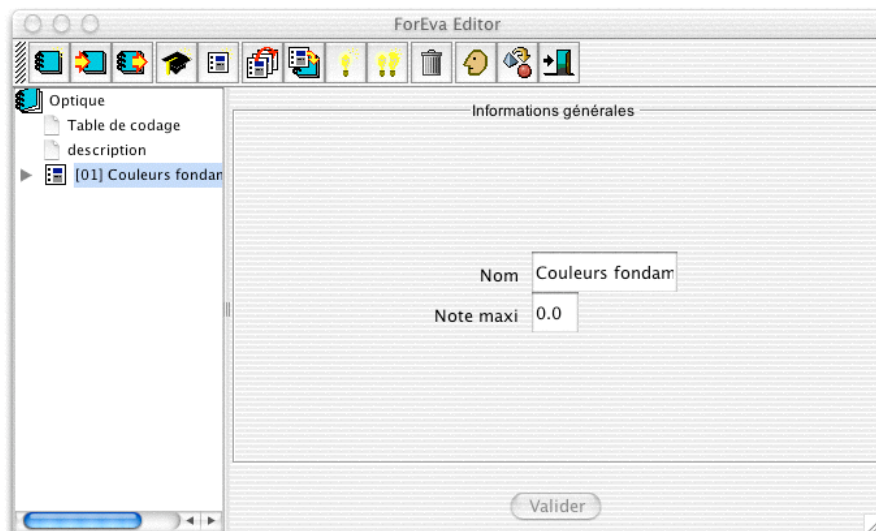 ForEva Editor
Optique
Table de codage
description
[01] Couleurs fondan
Informations générales
Nom
Couleurs fondam
Note maxi
0.0
Valider